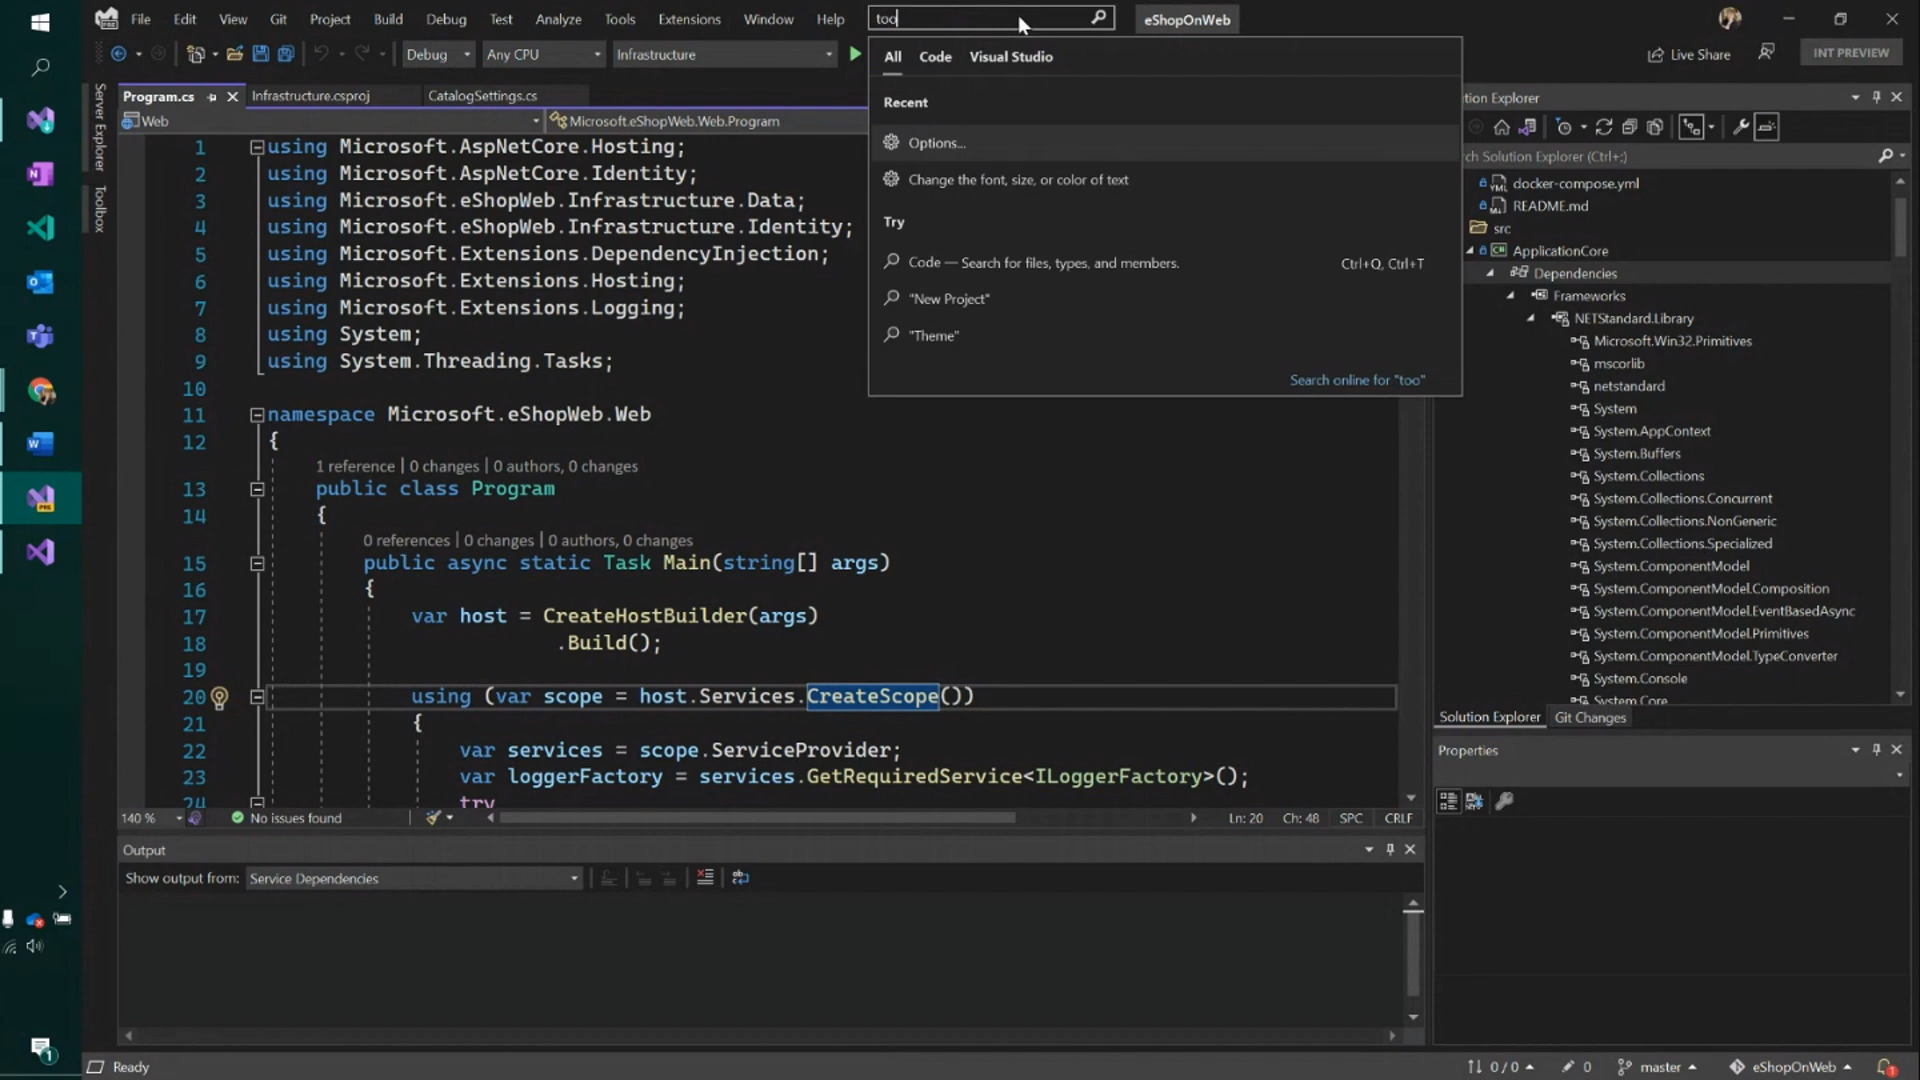 File Edit View Git Project Build Debug Test Analyze Tools Extensions Window Help
too
eShopOnWeb
Debug Any CPU Infrastructure
Live Share
INT PREVIEW
Server Explorer
Toolbox
Program.cs Infrastructure.csproj CatalogSettings.cs
Web Microsoft.eShopWeb.Web.Program
All Code Visual Studio
Recent
Options...
Change the font, size, or color of text
Try
Code — Search for files, types, and members. Ctrl+Q, Ctrl+T
"New Project"
"Theme"
Search online for "too"
1 using Microsoft.AspNetCore.Hosting;
2 using Microsoft.AspNetCore.Identity;
3 using Microsoft.eShopWeb.Infrastructure.Data;
4 using Microsoft.eShopWeb.Infrastructure.Identity;
5 using Microsoft.Extensions.DependencyInjection;
6 using Microsoft.Extensions.Hosting;
7 using Microsoft.Extensions.Logging;
8 using System;
9 using System.Threading.Tasks;
10
11 namespace Microsoft.eShopWeb.Web
12 {
1 reference | 0 changes | 0 authors, 0 changes
13 public class Program
14 {
0 references | 0 changes | 0 authors, 0 changes
15 public async static Task Main(string[] args)
16 {
17 var host = CreateHostBuilder(args)
18 .Build();
19
20 using (var scope = host.Services.CreateScope())
21 {
22 var services = scope.ServiceProvider;
23 var loggerFactory = services.GetRequiredService<ILoggerFactory>();
24 try
140 % No issues found Ln: 20 Ch: 48 SPC CRLF
Output
Show output from: Service Dependencies
tion Explorer
ch Solution Explorer (Ctrl+;)
docker-compose.yml
README.md
src
ApplicationCore
Dependencies
Frameworks
NETStandard.Library
Microsoft.Win32.Primitives
mscorlib
netstandard
System
System.AppContext
System.Buffers
System.Collections
System.Collections.Concurrent
System.Collections.NonGeneric
System.Collections.Specialized
System.ComponentModel
System.ComponentModel.Composition
System.ComponentModel.EventBasedAsync
System.ComponentModel.Primitives
System.ComponentModel.TypeConverter
System.Console
System.Core
Solution Explorer Git Changes
Properties
Ready 0 / 0 0 master eShopOnWeb 1
1